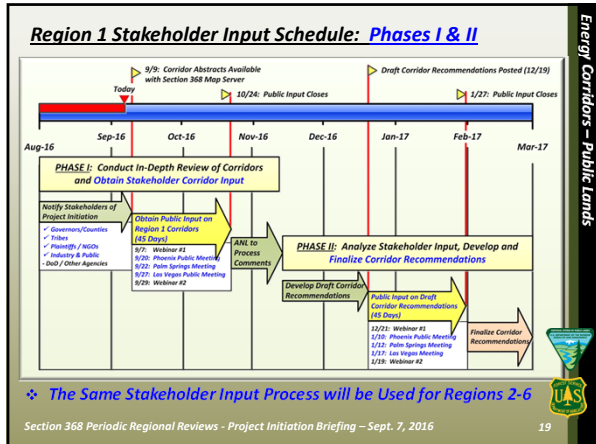 Region 1 Stakeholder Input Schedule: Phases I & II
9/9: Corridor Abstracts Available
with Section 368 Map Server
Draft Corridor Recommendations Posted (12/19)
Today
10/24: Public Input Closes
1/27: Public Input Closes
Sep-16
Oct-16
Nov-16
Dec-16
Jan-17
Feb-17
Aug-16
Mar-17
PHASE I: Conduct In-Depth Review of Corridors
and Obtain Stakeholder Corridor Input
Notify Stakeholders of
Project Initiation
✓ Governors/Counties
✓ Tribes
✓ Plaintiffs / NGOs
✓ Industry & Public
- DoD / Other Agencies
Obtain Public Input on
Region 1 Corridors
(45 Days)
9/7: Webinar #1
9/20: Phoenix Public Meeting
9/22: Palm Springs Meeting
9/27: Las Vegas Public Meeting
9/29: Webinar #2
ANL to
Process
Comments
PHASE II: Analyze Stakeholder Input, Develop and
Finalize Corridor Recommendations
Develop Draft Corridor
Recommendations
Public Input on Draft
Corridor Recommendations
(45 Days)
12/21: Webinar #1
1/10: Phoenix Public Meeting
1/12: Palm Springs Meeting
1/17: Las Vegas Meeting
1/19: Webinar #2
Finalize Corridor
Recommendations
❖ The Same Stakeholder Input Process will be Used for Regions 2-6
Section 368 Periodic Regional Reviews - Project Initiation Briefing – Sept. 7, 2016
19
Energy Corridors – Public Lands
FOREST SERVICE
U S